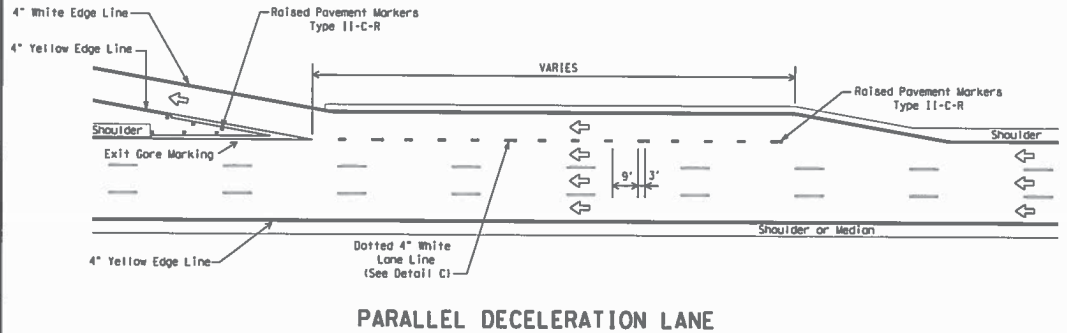 4" White Edge Line
Raised Pavement Markers
Type II-C-R
4" Yellow Edge Line
VARIES
Raised Pavement Markers
Type II-C-R
Shoulder
Shoulder
Exit Gore Marking
9'
3'
Shoulder or Median
Dotted 4" White
Lane Line
(See Detail C)
4" Yellow Edge Line
PARALLEL DECELERATION LANE